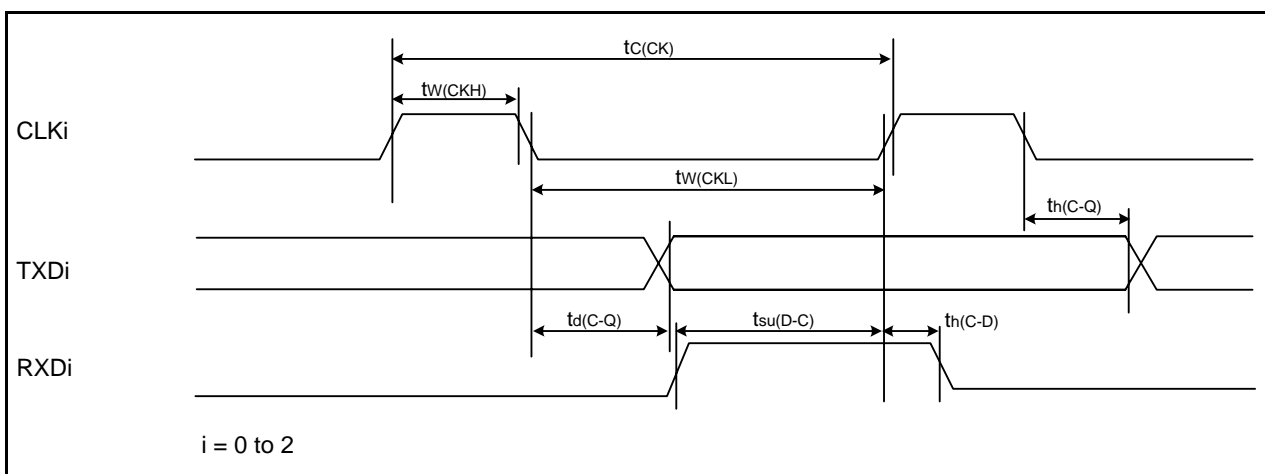 tC(CK)
tW(CKH)
CLKi
tW(CKL)
th(C-Q)
TXDi
td(C-Q)
tsu(D-C)
th(C-D)
RXDi
i = 0 to 2